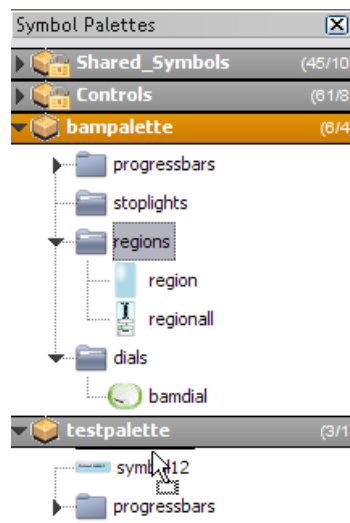 Symbol Palettes
Shared_Symbols (45/10
Controls (61/8
bampalette (6/4
progressbars
stoplights
regions
region
regionall
dials
bamdial
testpalette (3/1
symbol12
progressbars